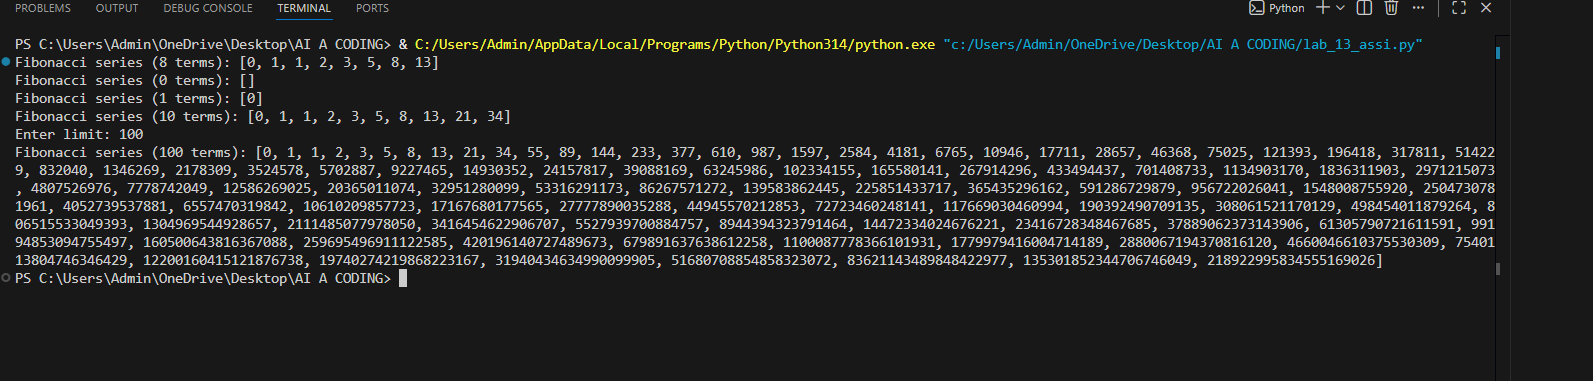 PROBLEMS OUTPUT DEBUG CONSOLE TERMINAL PORTS Python
PS C:\Users\Admin\OneDrive\Desktop\AI A CODING> & C:/Users/Admin/AppData/Local/Programs/Python/Python314/python.exe "c:/Users/Admin/OneDrive/Desktop/AI A CODING/lab_13_assi.py"
Fibonacci series (8 terms): [0, 1, 1, 2, 3, 5, 8, 13]
Fibonacci series (0 terms): []
Fibonacci series (1 terms): [0]
Fibonacci series (10 terms): [0, 1, 1, 2, 3, 5, 8, 13, 21, 34]
Enter limit: 100
Fibonacci series (100 terms): [0, 1, 1, 2, 3, 5, 8, 13, 21, 34, 55, 89, 144, 233, 377, 610, 987, 1597, 2584, 4181, 6765, 10946, 17711, 28657, 46368, 75025, 121393, 196418, 317811, 51422
9, 832040, 1346269, 2178309, 3524578, 5702887, 9227465, 14930352, 24157817, 39088169, 63245986, 102334155, 165580141, 267914296, 433494437, 701408733, 1134903170, 1836311903, 2971215073
, 4807526976, 7778742049, 12586269025, 20365011074, 32951280099, 53316291173, 86267571272, 139583862445, 225851433717, 365435296162, 591286729879, 956722026041, 1548008755920, 250473078
1961, 4052739537881, 6557470319842, 10610209857723, 17167680177565, 27777890035288, 44945570212853, 72723460248141, 117669030460994, 190392490709135, 308061521170129, 498454011879264, 8
06515533049393, 1304969544928657, 2111485077978050, 3416454622906707, 5527939700884757, 8944394323791464, 14472334024676221, 23416728348467685, 37889062373143906, 61305790721611591, 991
94853094755497, 160500643816367088, 259695496911122585, 420196140727489673, 679891637638612258, 1100087778366101931, 1779979416004714189, 2880067194370816120, 4660046610375530309, 75401
13804746346429, 12200160415121876738, 19740274219868223167, 31940434634990099905, 51680708854858323072, 83621143489848422977, 135301852344706746049, 218922995834555169026]
PS C:\Users\Admin\OneDrive\Desktop\AI A CODING>